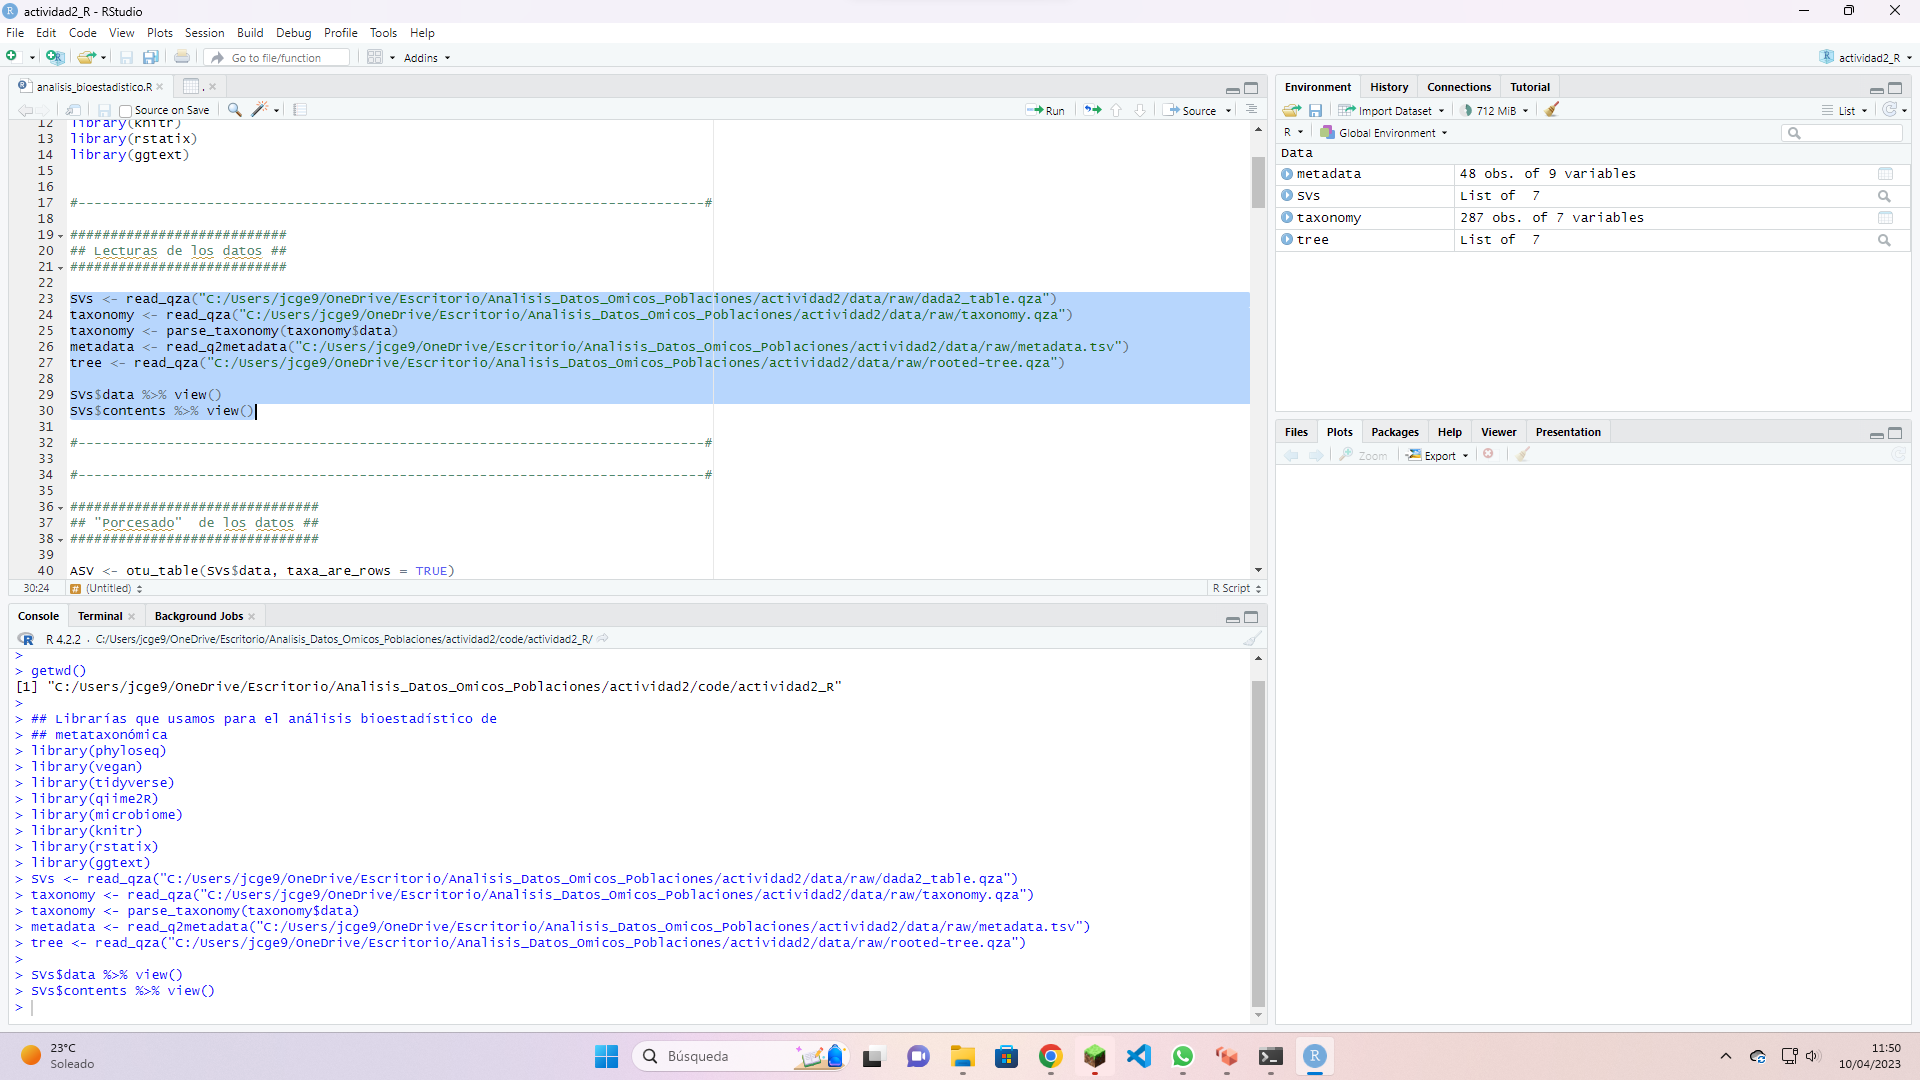 actividad2_R - RStudio
File Edit Code View Plots Session Build Debug Profile Tools Help
Go to file/function Addins actividad2_R
analisis_bioestadistico.R .
Source on Save Run Source
12 library(knitr)
13 library(rstatix)
14 library(ggtext)
15
16
17 #------------------------------------------------------------------------------#
18
19 ###########################
20 ## Lecturas de los datos ##
21 ###########################
22
23 SVs <- read_qza("C:/Users/jcge9/OneDrive/Escritorio/Analisis_Datos_Omicos_Poblaciones/actividad2/data/raw/dada2_table.qza")
24 taxonomy <- read_qza("C:/Users/jcge9/OneDrive/Escritorio/Analisis_Datos_Omicos_Poblaciones/actividad2/data/raw/taxonomy.qza")
25 taxonomy <- parse_taxonomy(taxonomy$data)
26 metadata <- read_q2metadata("C:/Users/jcge9/OneDrive/Escritorio/Analisis_Datos_Omicos_Poblaciones/actividad2/data/raw/metadata.tsv")
27 tree <- read_qza("C:/Users/jcge9/OneDrive/Escritorio/Analisis_Datos_Omicos_Poblaciones/actividad2/data/raw/rooted-tree.qza")
28
29 SVs$data %>% view()
30 SVs$contents %>% view()
31
32 #------------------------------------------------------------------------------#
33
34 #------------------------------------------------------------------------------#
35
36 ###############################
37 ## "Porcesado"  de los datos ##
38 ###############################
39
40 ASV <- otu_table(SVs$data, taxa_are_rows = TRUE)
30:24 # (Untitled) R Script
Console Terminal Background Jobs
R 4.2.2 · C:/Users/jcge9/OneDrive/Escritorio/Analisis_Datos_Omicos_Poblaciones/actividad2/code/actividad2_R/
>
> getwd()
[1] "C:/Users/jcge9/OneDrive/Escritorio/Analisis_Datos_Omicos_Poblaciones/actividad2/code/actividad2_R"
>
> ## Librarías que usamos para el análisis bioestadístico de
> ## metataxonómica
> library(phyloseq)
> library(vegan)
> library(tidyverse)
> library(qiime2R)
> library(microbiome)
> library(knitr)
> library(rstatix)
> library(ggtext)
> SVs <- read_qza("C:/Users/jcge9/OneDrive/Escritorio/Analisis_Datos_Omicos_Poblaciones/actividad2/data/raw/dada2_table.qza")
> taxonomy <- read_qza("C:/Users/jcge9/OneDrive/Escritorio/Analisis_Datos_Omicos_Poblaciones/actividad2/data/raw/taxonomy.qza")
> taxonomy <- parse_taxonomy(taxonomy$data)
> metadata <- read_q2metadata("C:/Users/jcge9/OneDrive/Escritorio/Analisis_Datos_Omicos_Poblaciones/actividad2/data/raw/metadata.tsv")
> tree <- read_qza("C:/Users/jcge9/OneDrive/Escritorio/Analisis_Datos_Omicos_Poblaciones/actividad2/data/raw/rooted-tree.qza")
>
> SVs$data %>% view()
> SVs$contents %>% view()
>
Environment History Connections Tutorial
Import Dataset 712 MiB List
R Global Environment
Data
metadata 48 obs. of 9 variables
SVs List of  7
taxonomy 287 obs. of 7 variables
tree List of  7
Files Plots Packages Help Viewer Presentation
Zoom Export
23°C
Soleado
Búsqueda
11:50
10/04/2023